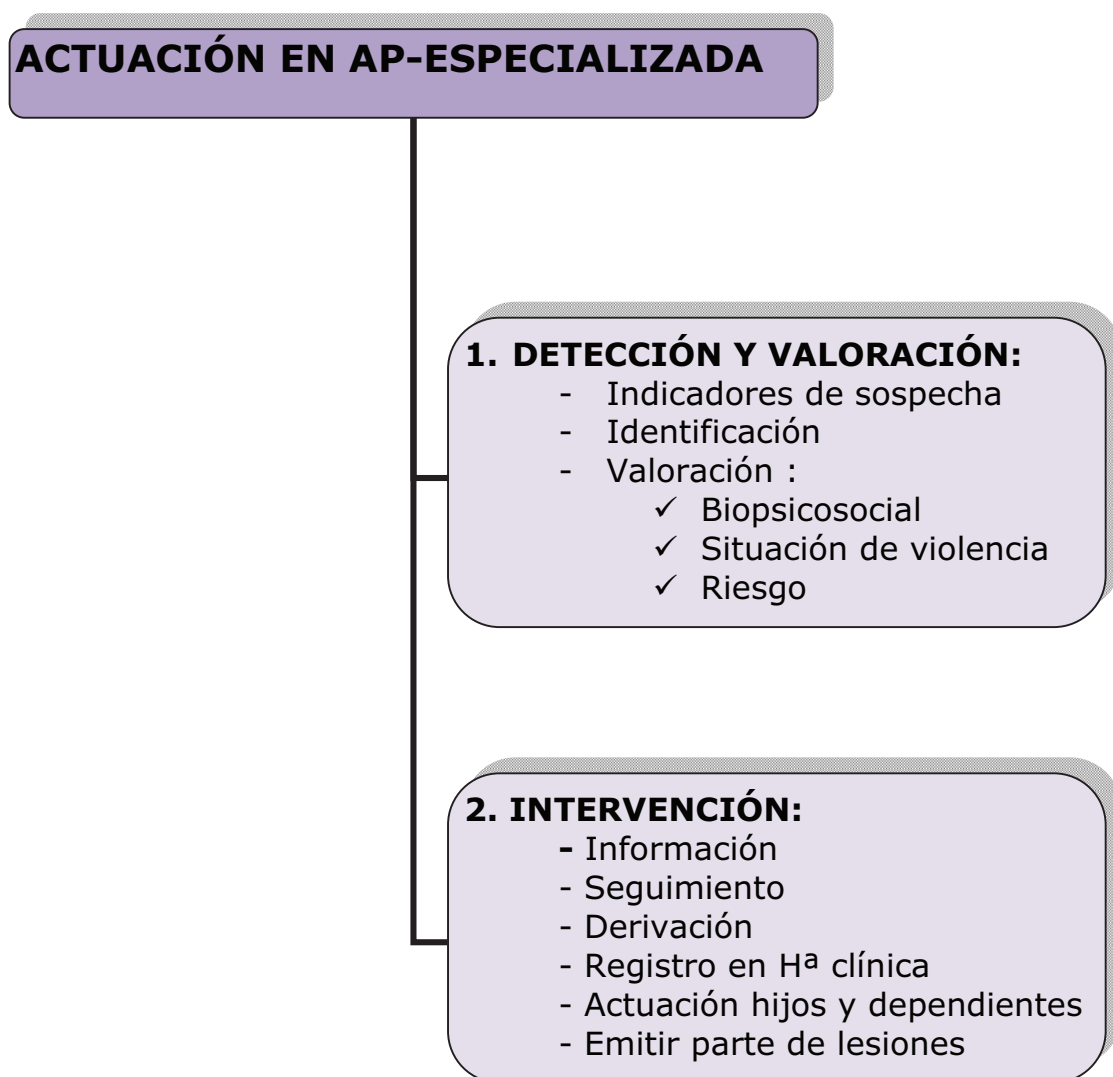 ACTUACIÓN EN AP-ESPECIALIZADA
1. DETECCIÓN Y VALORACIÓN:
- Indicadores de sospecha
- Identificación
- Valoración :
✓ Biopsicosocial
✓ Situación de violencia
✓ Riesgo
2. INTERVENCIÓN:
- Información
- Seguimiento
- Derivación
- Registro en Hª clínica
- Actuación hijos y dependientes
- Emitir parte de lesiones